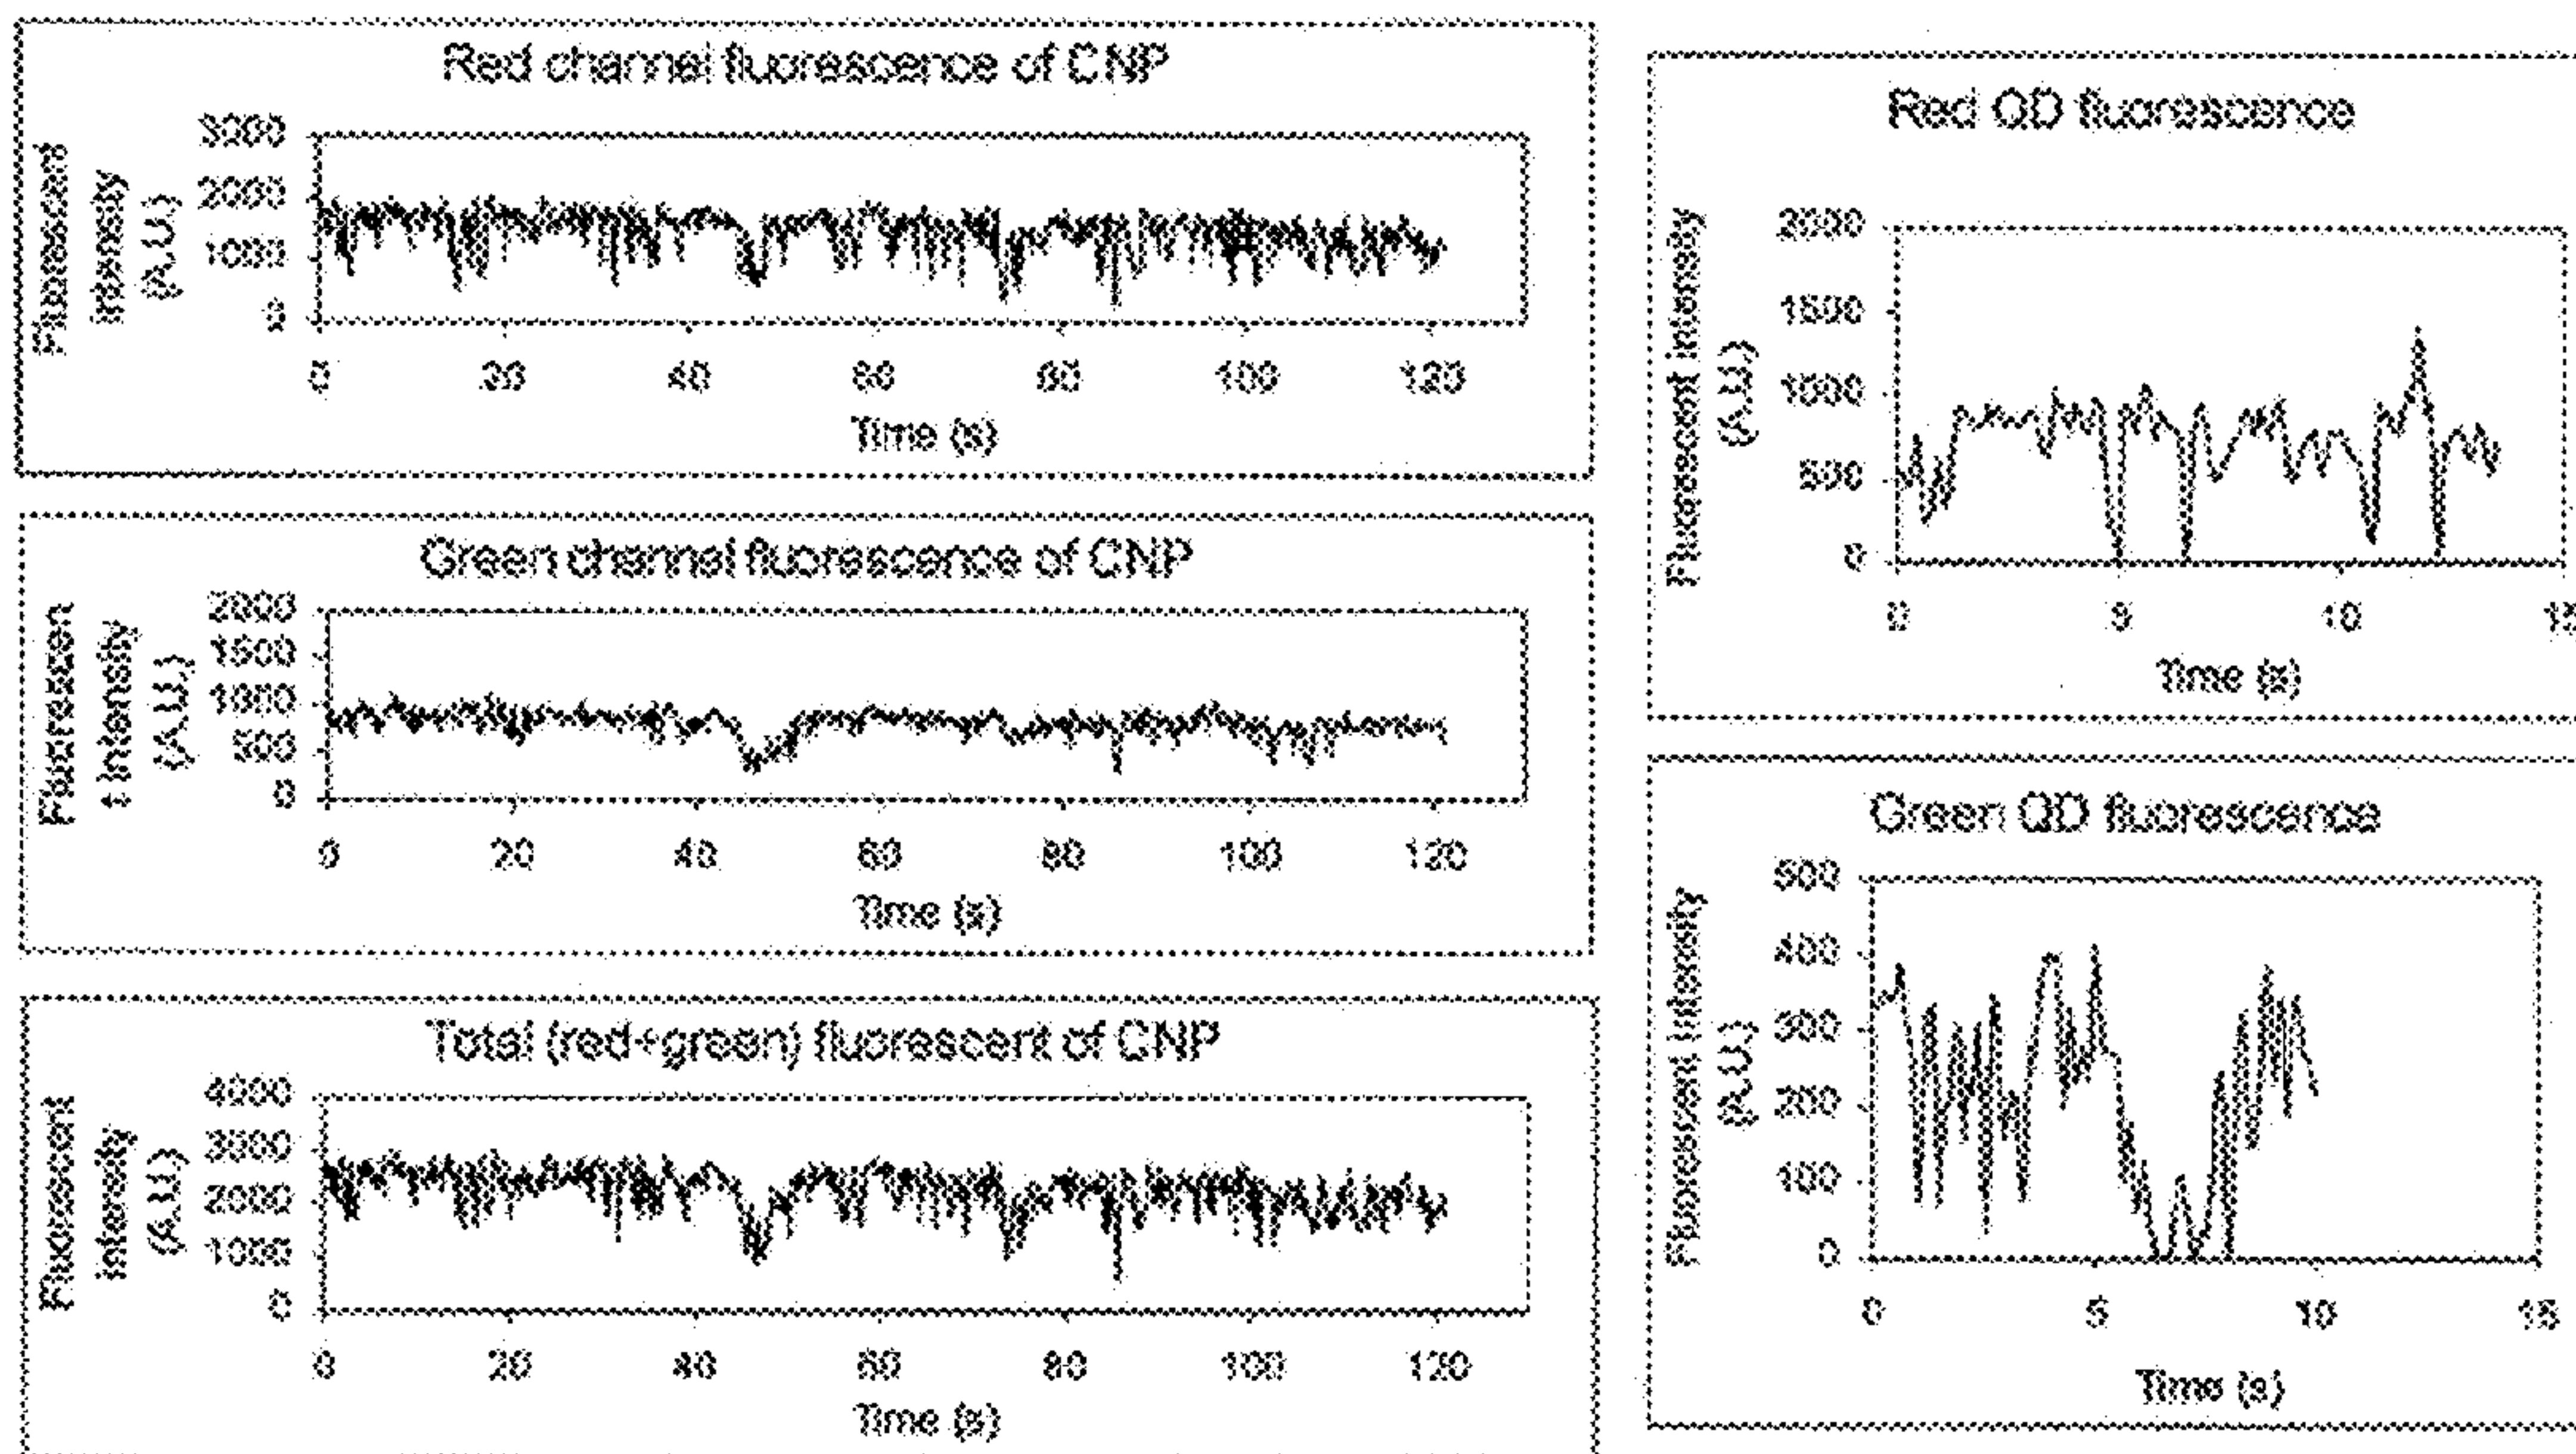 Red channel fluorescence of CNP
Fluorescent
intensity
(A.U.)
3000
2000
1000
0
0 20 40 60 80 100 120
Time (s)
Green channel fluorescence of CNP
Fluorescen
t intensity
(A.U.)
2000
1500
1000
500
0
0 20 40 60 80 100 120
Time (s)
Total (red+green) fluorescent of CNP
Fluorescent
intensity
(A.U.)
4000
3000
2000
1000
0
0 20 40 60 80 100 120
Time (s)
Red QD fluorescence
Fluorescent intensity
(A.U.)
2000
1500
1000
500
0
0 5 10 15
Time (s)
Green QD fluorescence
Fluorescent intensity
(A.U.)
500
400
300
200
100
0
0 5 10 15
Time (s)